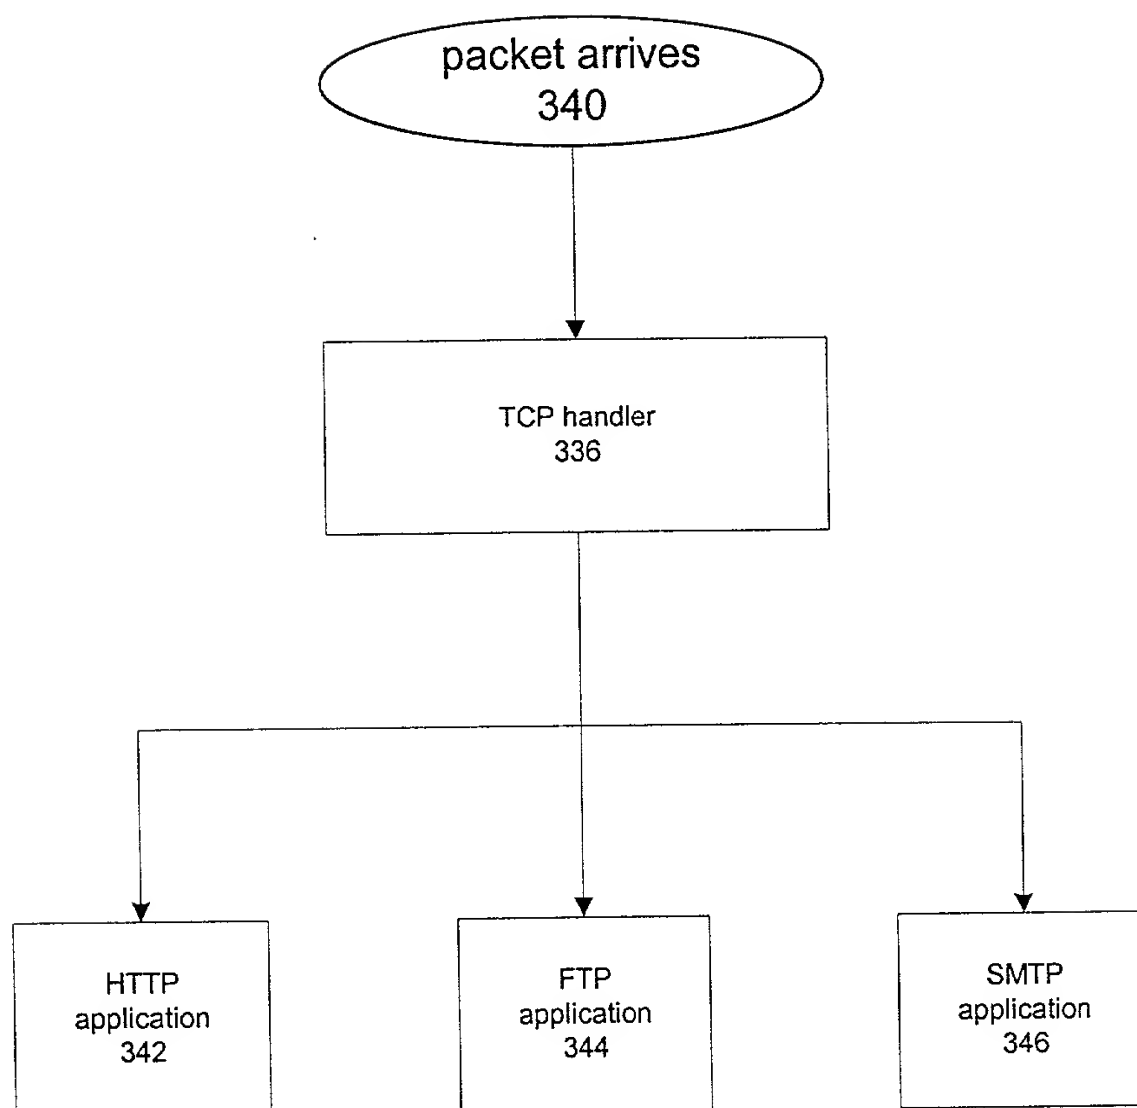 packet arrives
340
TCP handler
336
HTTP
application
342
FTP
application
344
SMTP
application
346